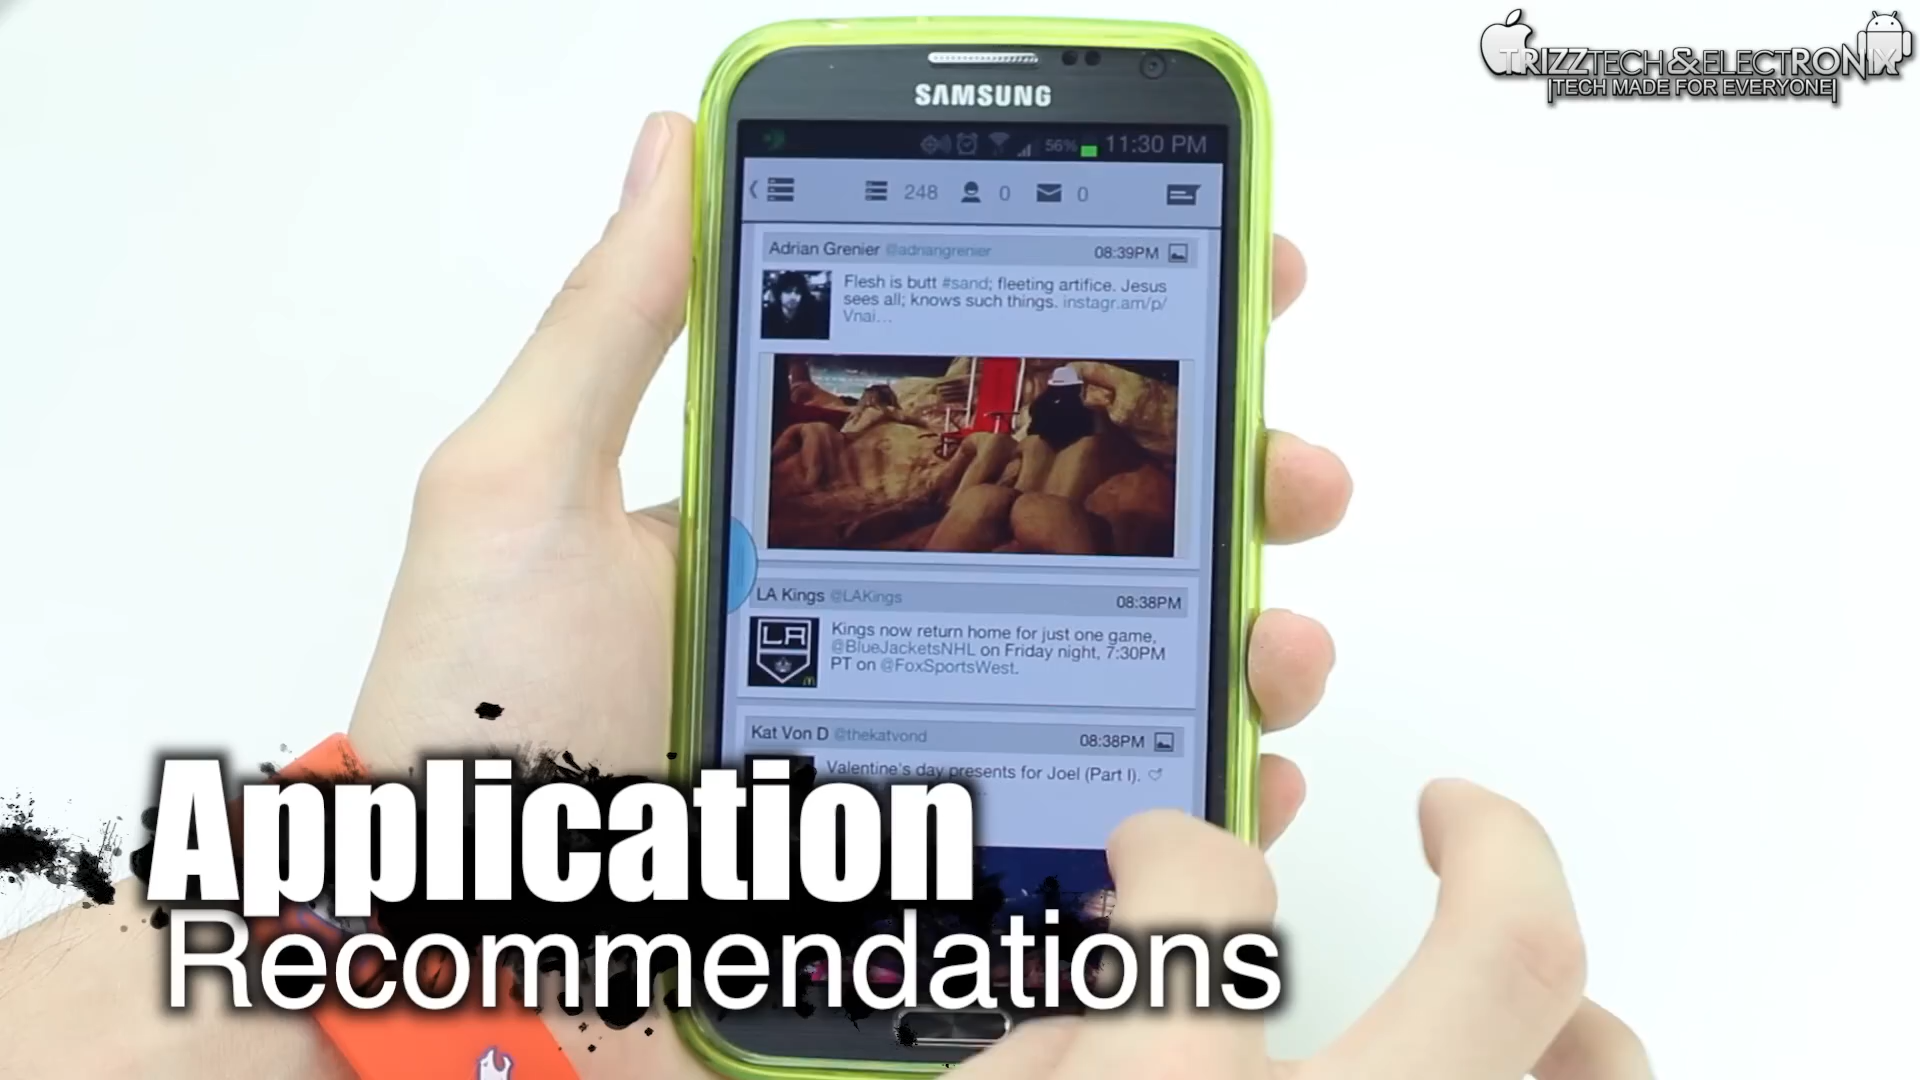 TRIZZTECH & ELECTRONIX
|TECH MADE FOR EVERYONE|
SAMSUNG
56% 11:30 PM
248 0 0
Adrian Grenier @adriangrenier 08:39PM
Flesh is butt #sand; fleeting artifice. Jesus
sees all; knows such things. instagr.am/p/
Vnai...
LA Kings @LAKings 08:38PM
LA
Kings now return home for just one game,
@BlueJacketsNHL on Friday night, 7:30PM
PT on @FoxSportsWest.
Kat Von D @thekatvond 08:38PM
Valentine's day presents for Joel (Part I).
Application
Recommendations